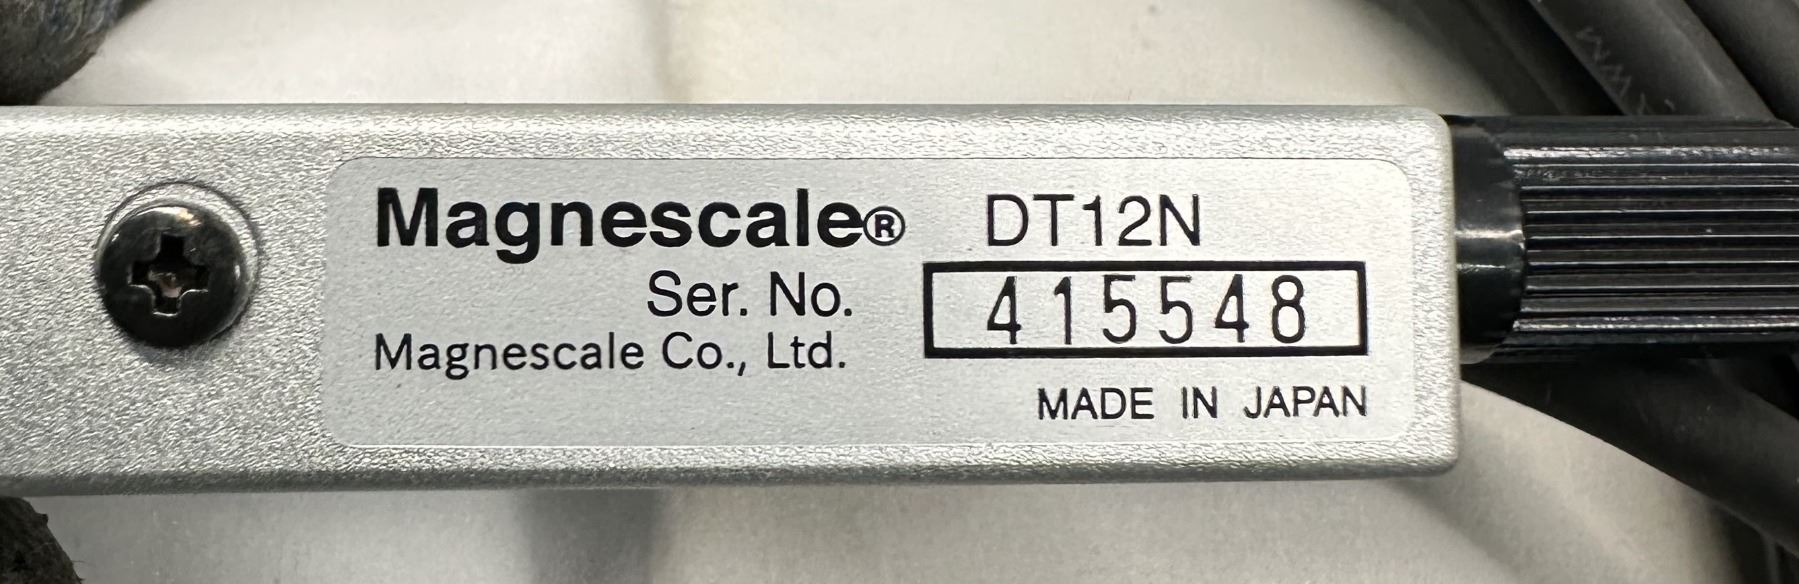 Magnescale® DT12N
Ser. No. 415548
Magnescale Co., Ltd.
MADE IN JAPAN